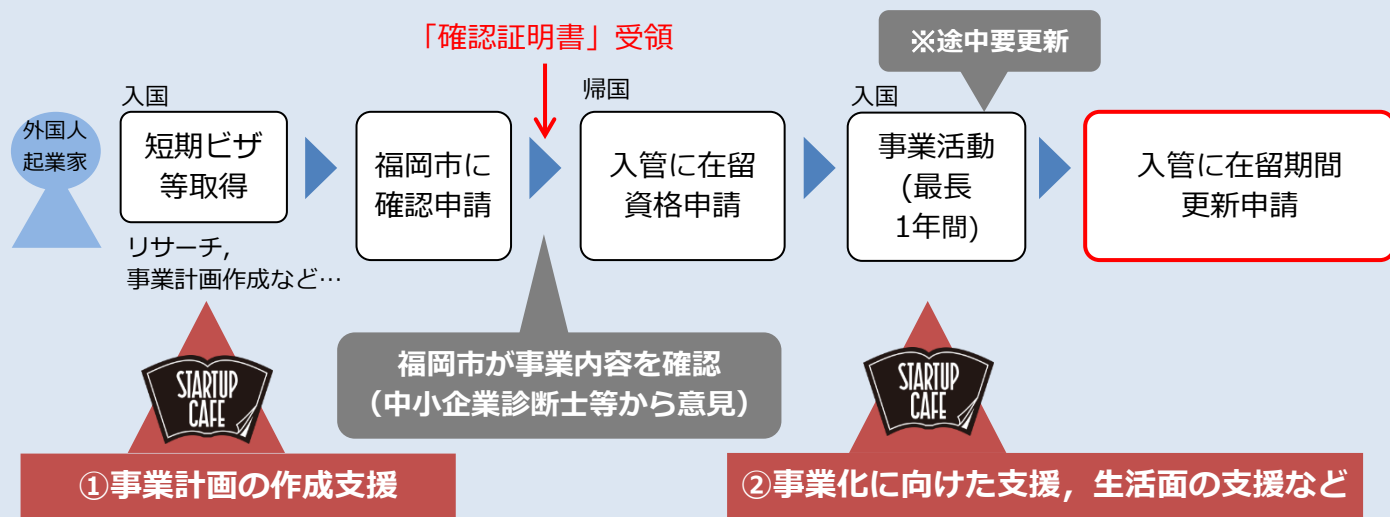 「確認証明書」受領
※途中要更新
外国人
起業家
入国
短期ビザ
等取得
リサーチ,
事業計画作成など…
福岡市に
確認申請
帰国
入管に在留
資格申請
入国
事業活動
(最長
1年間)
入管に在留期間
更新申請
福岡市が事業内容を確認
（中小企業診断士等から意見）
STARTUP
CAFE
①事業計画の作成支援
STARTUP
CAFE
②事業化に向けた支援，生活面の支援など